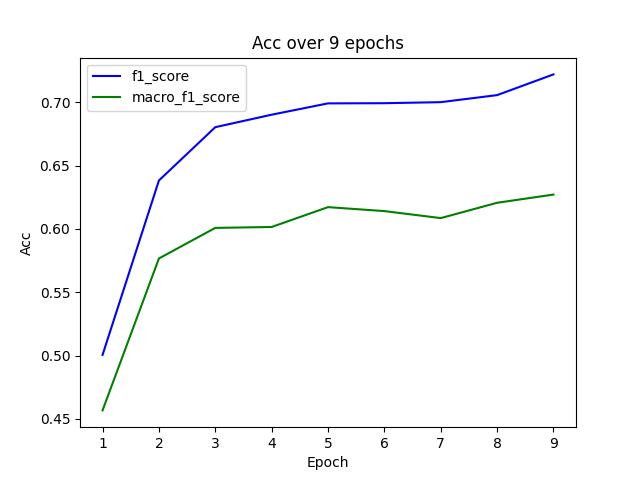 Acc over 9 epochs
f1_score
macro_f1_score
0.70
0.65
0.60
0.55
0.50
0.45
Acc
1 2 3 4 5 6 7 8 9
Epoch